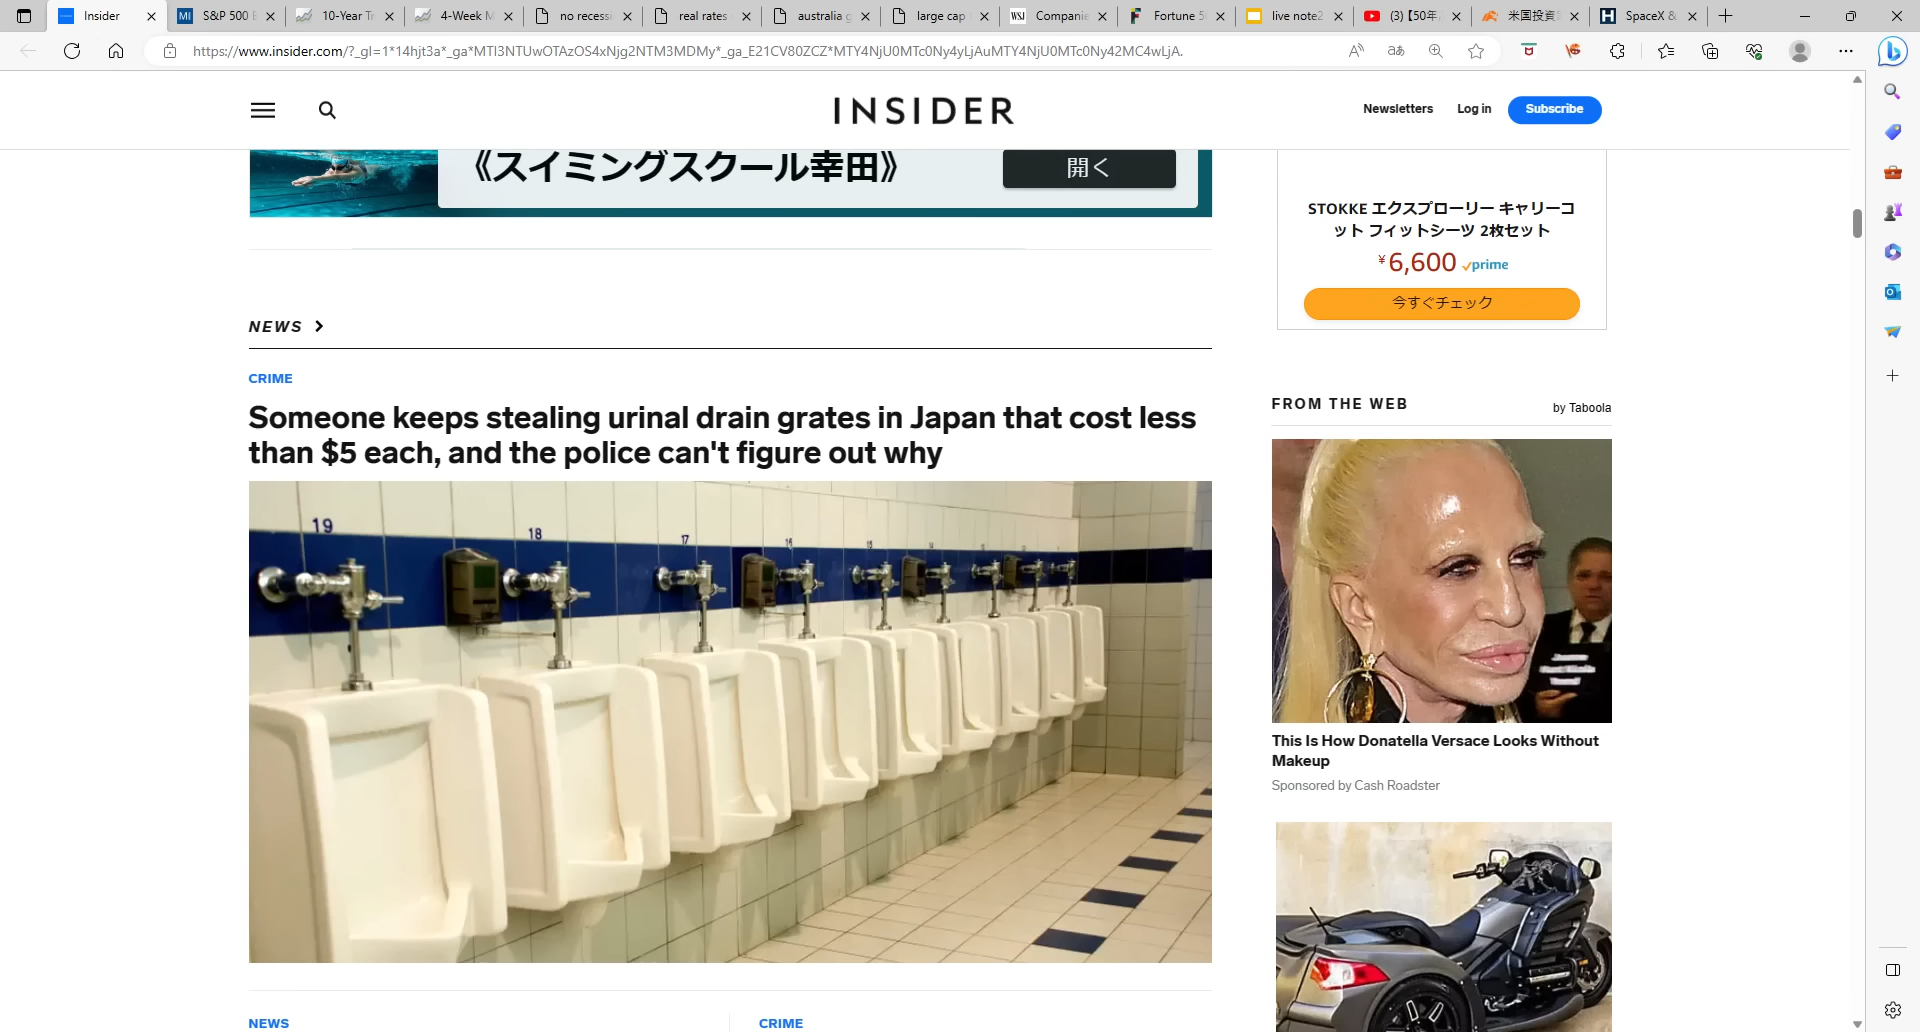 Insider
S&P 500 E
10-Year Tr
4-Week M
no recessi
real rates
australia g
large cap
WSJ
Companie
Fortune 5
live note2
(3)【50年
米国投資
SpaceX &
https://www.insider.com/?_gl=1*14hjt3a*_ga*MTI3NTUwOTAzOS4xNjg2NTM3MDMy*_ga_E21CV80ZCZ*MTY4NjU0MTc0Ny4yLjAuMTY4NjU0MTc0Ny42MC4wLjA.
INSIDER
Newsletters
Log in
Subscribe
《スイミングスクール幸田》
開く
STOKKE エクスプローリー キャリーコ
ット フィットシーツ 2枚セット
¥6,600 prime
今すぐチェック
NEWS
CRIME
Someone keeps stealing urinal drain grates in Japan that cost less
than $5 each, and the police can't figure out why
19
18
17
16
15
14
FROM THE WEB
by Taboola
This Is How Donatella Versace Looks Without
Makeup
Sponsored by Cash Roadster
NEWS
CRIME